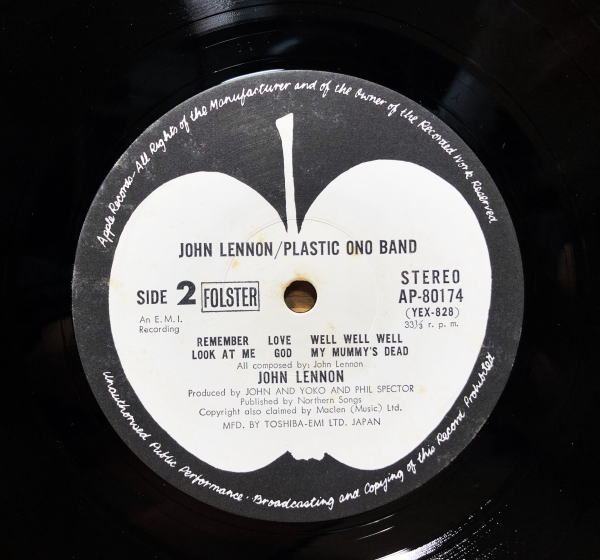 Apple Records-All Rights of the Manufacturer and of the Owner of the Recorded Work Reserved
JOHN LENNON/PLASTIC ONO BAND
SIDE 2 FOLSTER
STEREO
AP-80174
(YEX-828)
33⅓ r. p. m.
An E.M.I.
Recording
REMEMBER LOVE WELL WELL WELL
LOOK AT ME GOD MY MUMMY'S DEAD
All composed by: John Lennon
JOHN LENNON
Produced by JOHN AND YOKO AND PHIL SPECTOR
Published by Northern Songs
Copyright also claimed by Maclen (Music) Ltd.
MFD. BY TOSHIBA-EMI LTD. JAPAN
Unauthorised Public Performance · Broadcasting and Copying of this Record Prohibited